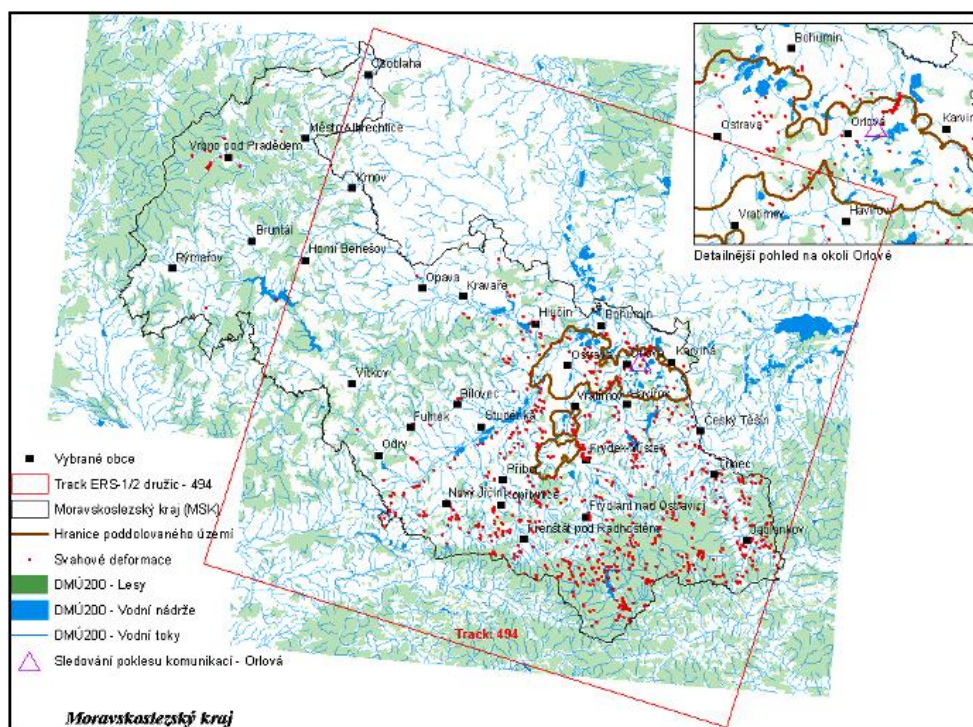 Osoblaha
Město Albrechtice
Vrbno pod Pradědem
Krnov
Bruntál
Horní Benešov
Rýmařov
Opava
Kravaře
Hlučín
Bohumín
Ostrava
Orlová
Karviná
Vítkov
Bílovec
Vratimov
Havířov
Fulnek
Studénka
Český Těšín
Odry
Frýdek-Místek
Příbor
Třinec
Nový Jičín
Kopřivnice
Frýdlant nad Ostravicí
Frenštát pod Radhoštěm
Jablunkov
Track: 494
Bohumín
Ostrava
Orlová
Karviná
Vratimov
Havířov
Detailnější pohled na okolí Orlové
Vybrané obce
Track ERS-1/2 družic - 494
Moravskoslezský kraj (MSK)
Hranice poddolovaného území
Svahové deformace
DMÚ200 - Lesy
DMÚ200 - Vodní nádrže
DMÚ200 - Vodní toky
Sledování poklesu komunikací - Orlová
Moravskoslezský kraj